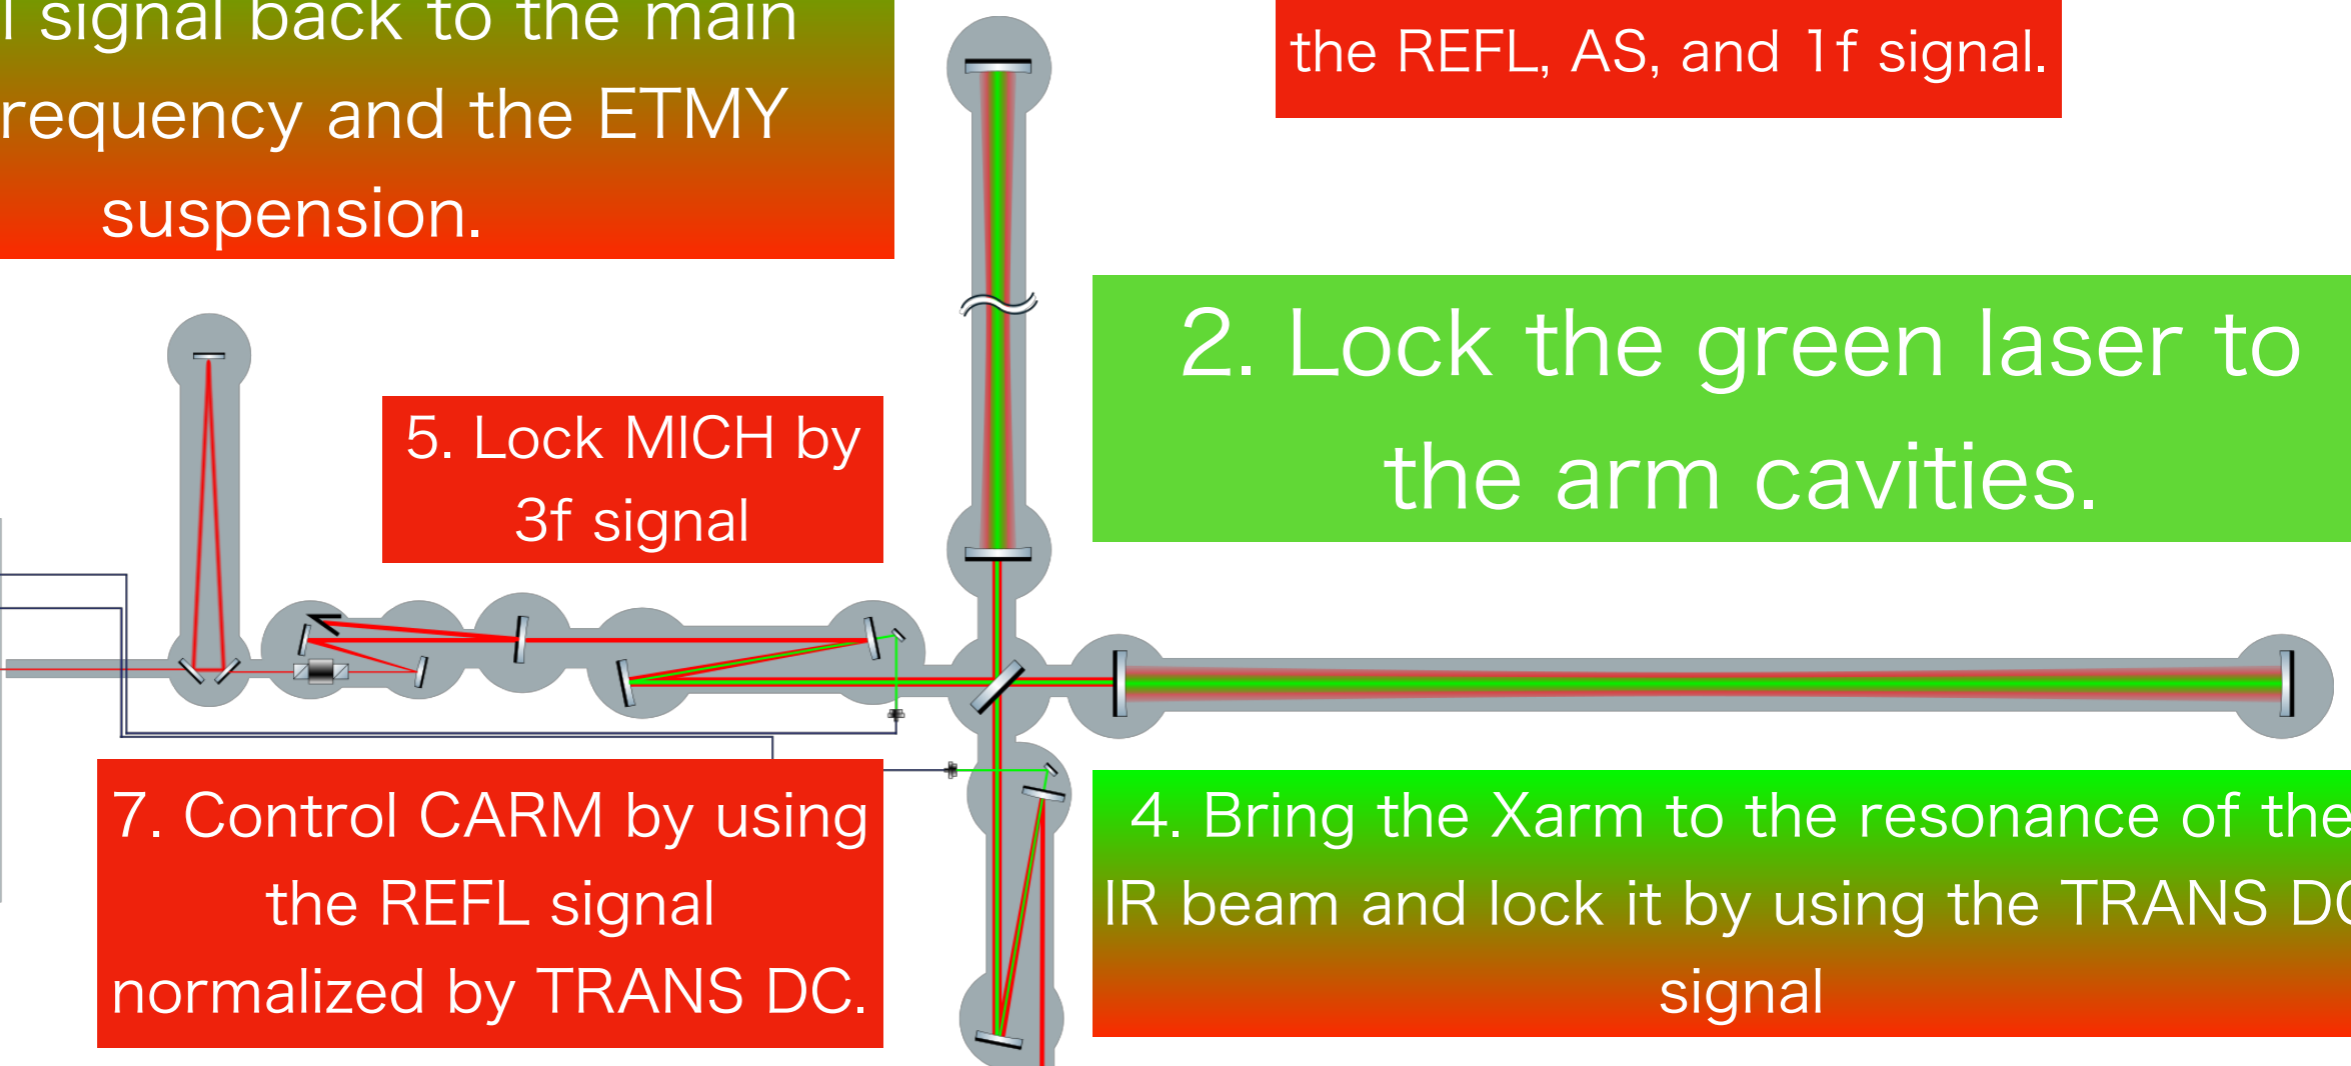 signal back to the main
requency and the ETMY
suspension.
the REFL, AS, and 1f signal.
2. Lock the green laser to
the arm cavities.
5. Lock MICH by
3f signal
7. Control CARM by using
the REFL signal
normalized by TRANS DC.
4. Bring the Xarm to the resonance of the
IR beam and lock it by using the TRANS DC
signal